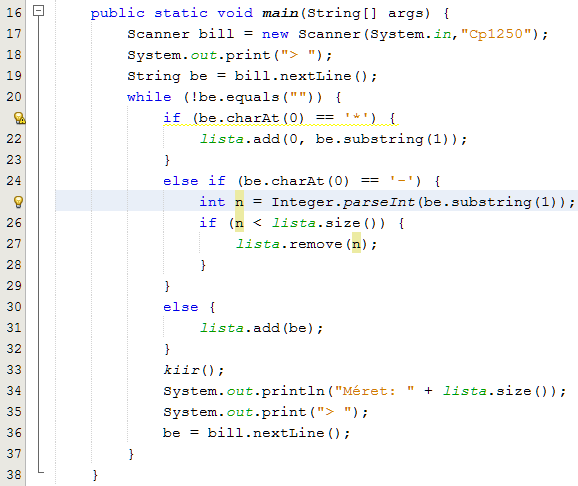 16 public static void main(String[] args) {
17 Scanner bill = new Scanner(System.in,"Cp1250");
18 System.out.print("> ");
19 String be = bill.nextLine();
20 while (!be.equals("")) {
if (be.charAt(0) == '*') {
22 lista.add(0, be.substring(1));
23 }
24 else if (be.charAt(0) == '-') {
int n = Integer.parseInt(be.substring(1));
26 if (n < lista.size()) {
27 lista.remove(n);
28 }
29 }
30 else {
31 lista.add(be);
32 }
33 kiir();
34 System.out.println("Méret: " + lista.size());
35 System.out.print("> ");
36 be = bill.nextLine();
37 }
38 }